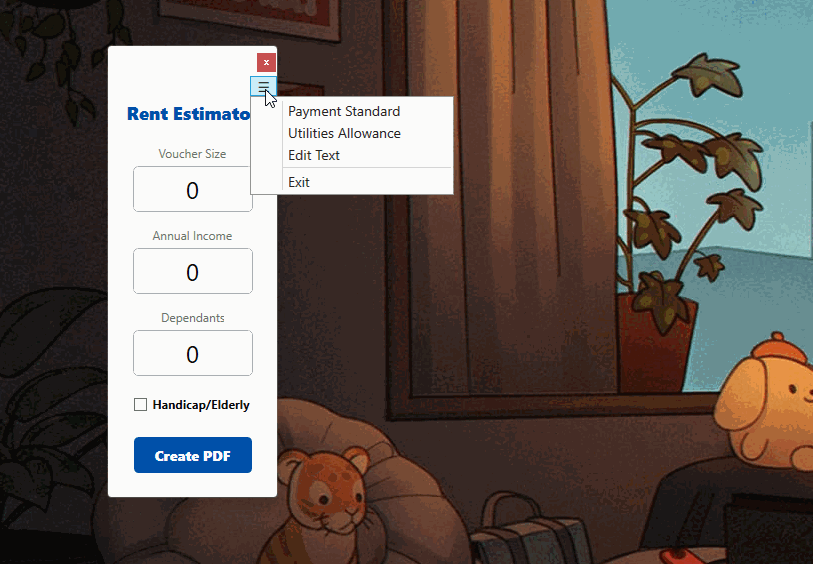 x
Rent Estimato
Payment Standard
Utilities Allowance
Edit Text
Exit
Voucher Size
0
Annual Income
0
Dependants
0
Handicap/Elderly
Create PDF